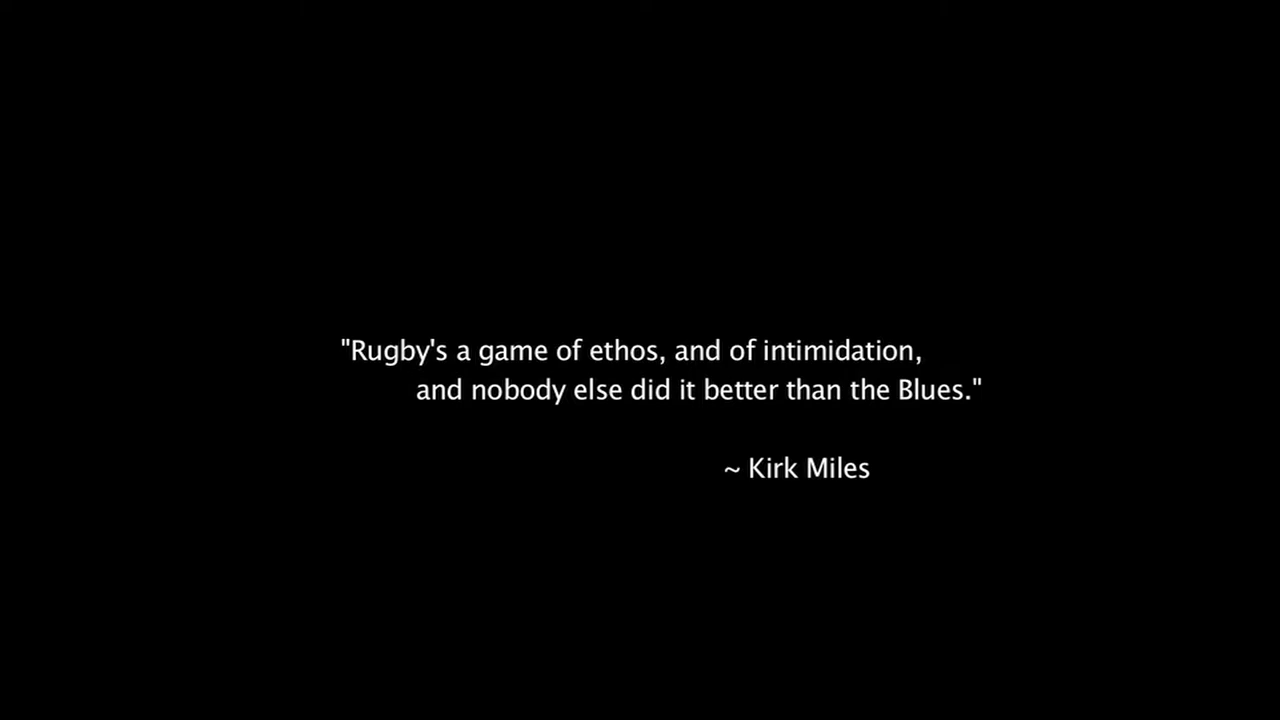 "Rugby's a game of ethos, and of intimidation,
and nobody else did it better than the Blues."
~ Kirk Miles